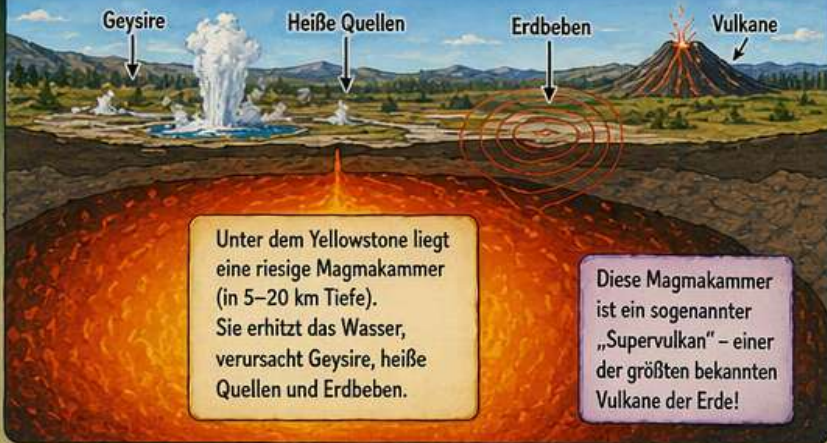 Geysire
Heiße Quellen
Erdbeben
Vulkane
Unter dem Yellowstone liegt
eine riesige Magmakammer
(in 5–20 km Tiefe).
Sie erhitzt das Wasser,
verursacht Geysire, heiße
Quellen und Erdbeben.
Diese Magmakammer
ist ein sogenannter
„Supervulkan“ – einer
der größten bekannten
Vulkane der Erde!